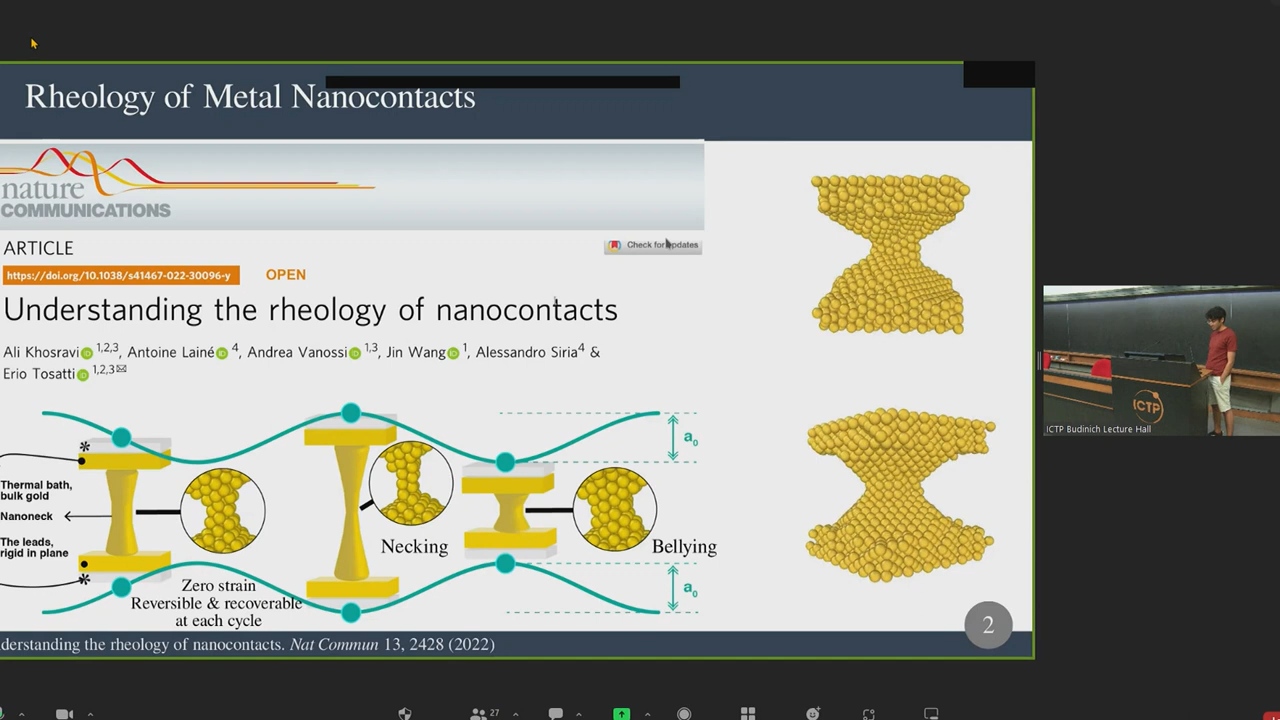 Rheology of Metal Nanocontacts
nature
COMMUNICATIONS
ARTICLE
Check for updates
https://doi.org/10.1038/s41467-022-30096-y
OPEN
Understanding the rheology of nanocontacts
Ali Khosravi 1,2,3, Antoine Lainé 4, Andrea Vanossi 1,3, Jin Wang 1, Alessandro Siria 4 &
Erio Tosatti 1,2,3✉
*
a₀
Thermal bath,
bulk gold
Nanoneck
The leads,
rigid in plane
*
Necking
Bellying
Zero strain
Reversible & recoverable
at each cycle
a₀
2
derstanding the rheology of nanocontacts. Nat Commun 13, 2428 (2022)
ICTP
ICTP Budinich Lecture Hall
27